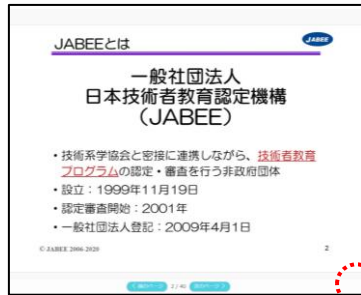 JABEEとは
JABEE
一般社団法人
日本技術者教育認定機構
（JABEE）
・技術系学協会と密接に連携しながら、技術者教育
プログラムの認定・審査を行う非政府団体
・設立：1999年11月19日
・認定審査開始：2001年
・一般社団法人登記：2009年4月1日
© JABEE 2006-2020
2
2 / 40